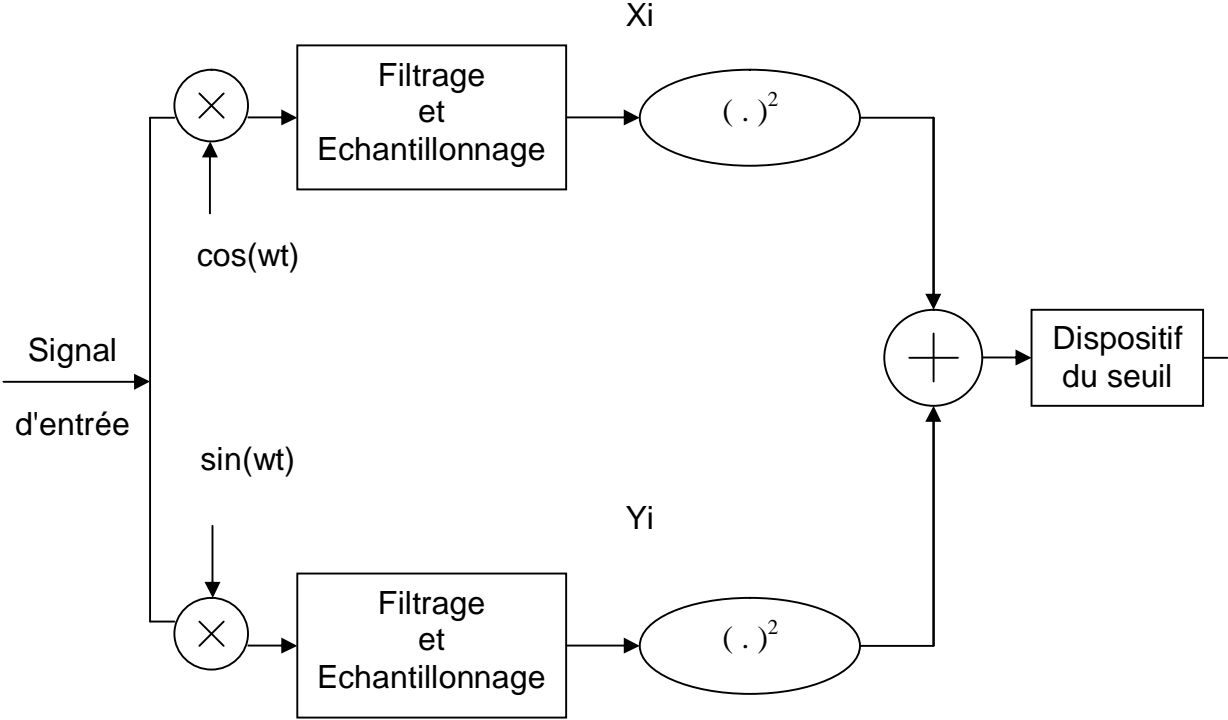 Xi
Filtrage
et
Echantillonnage
( . )²
cos(wt)
Signal
d'entrée
Dispositif
du seuil
sin(wt)
Yi
Filtrage
et
Echantillonnage
( . )²